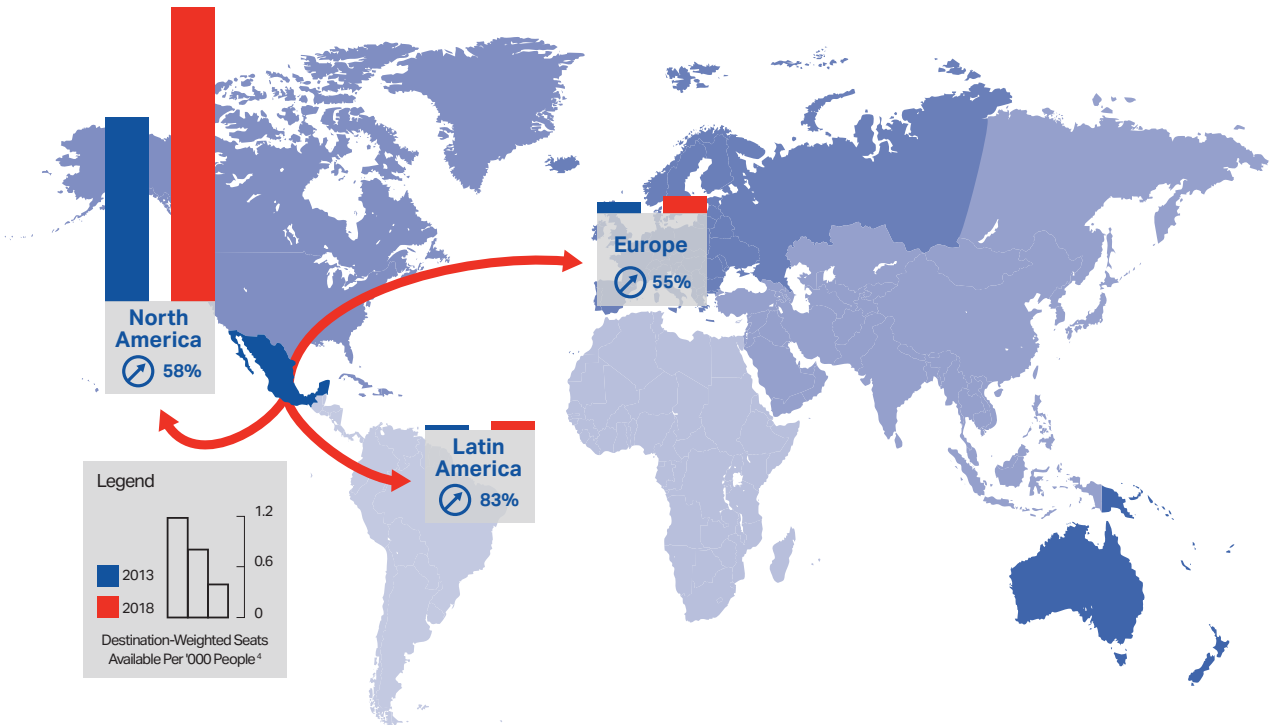 North
America
58%
Europe
55%
Latin
America
83%
Legend
1.2
0.6
0
2013
2018
Destination-Weighted Seats
Available Per '000 People 4